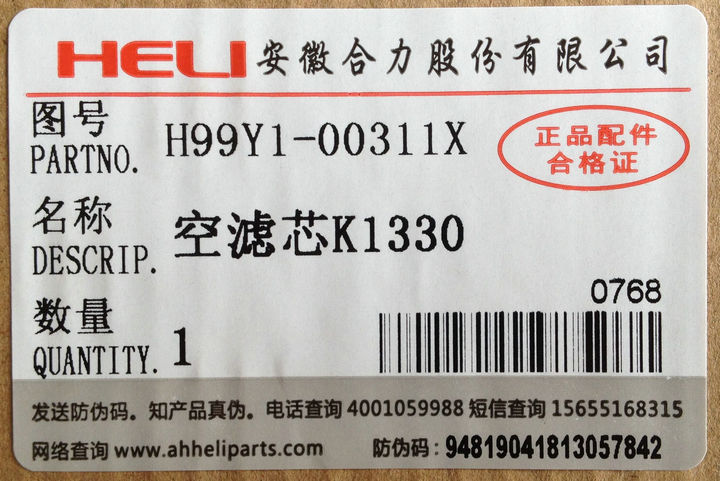 HELI 安徽合力股份有限公司
图号
PARTNO. H99Y1-00311X
正品配件
合格证
名称
DESCRIP. 空滤芯K1330
0768
数量
QUANTITY. 1
发送防伪码。知产品真伪。电话查询 4001059988 短信查询 15655168315
网络查询 www.ahheliparts.com 防伪码: 94819041813057842